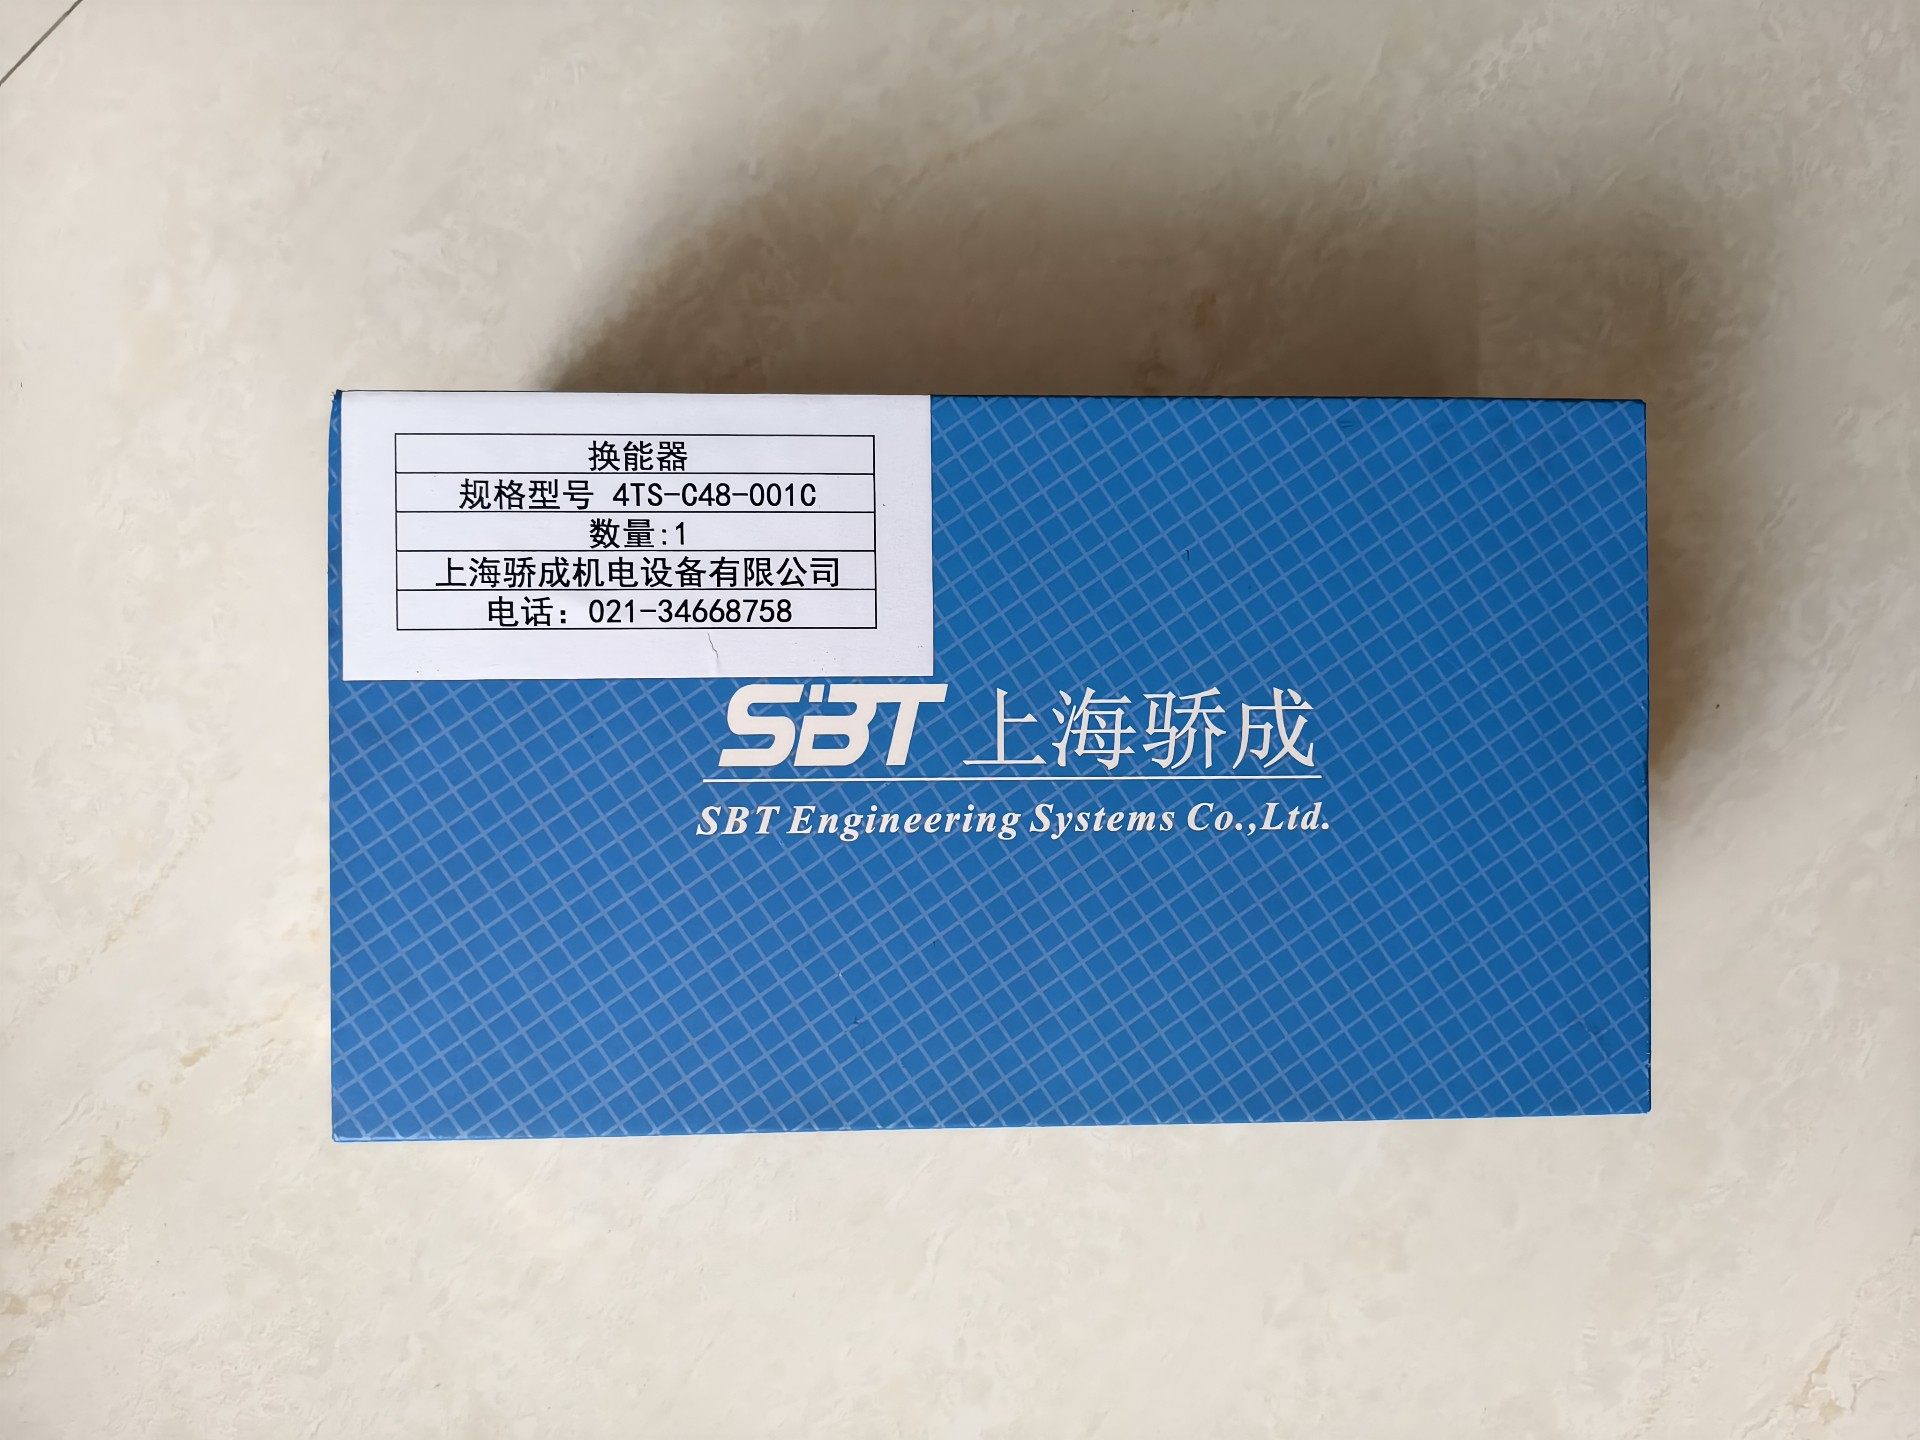 换能器
规格型号 4TS-C48-001C
数量:1
上海骄成机电设备有限公司
电话：021-34668758
SBT 上海骄成
SBT Engineering Systems Co.,Ltd.